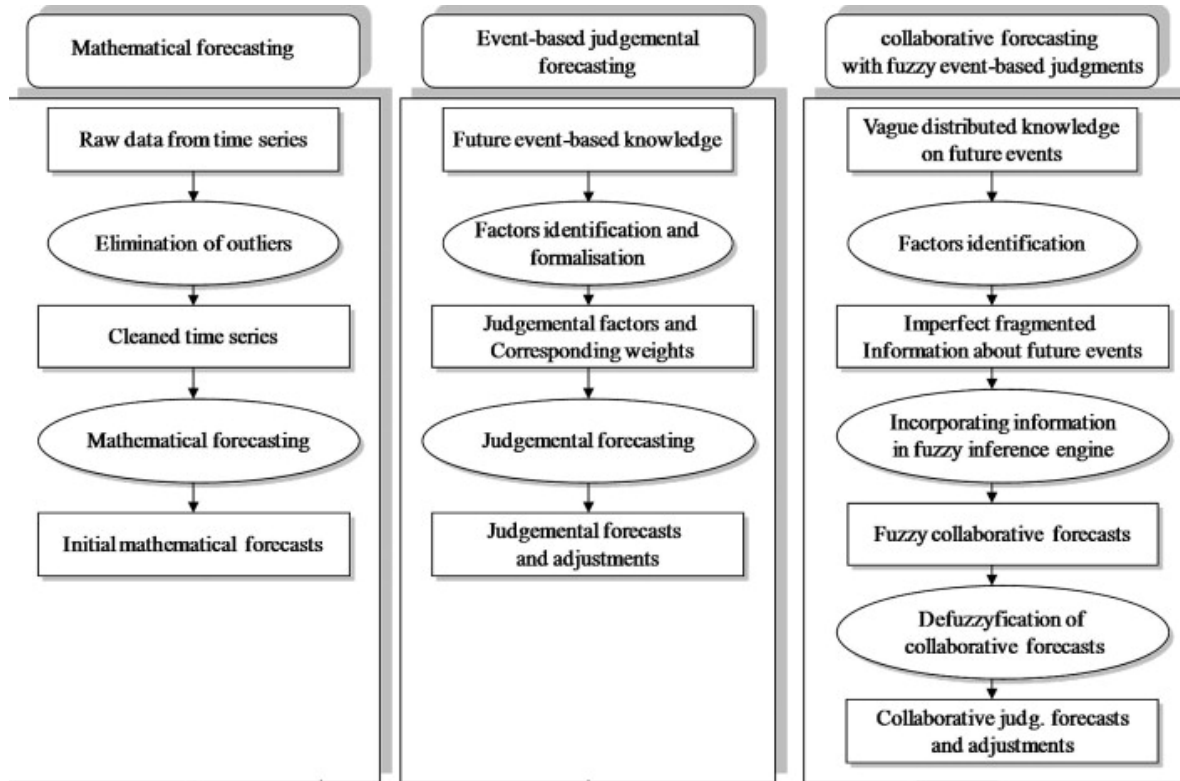 Mathematical forecasting
Raw data from time series
Elimination of outliers
Cleaned time series
Mathematical forecasting
Initial mathematical forecasts
Event-based judgemental
forecasting
Future event-based knowledge
Factors identification and
formalisation
Judgemental factors and
Corresponding weights
Judgemental forecasting
Judgemental forecasts
and adjustments
collaborative forecasting
with fuzzy event-based judgments
Vague distributed knowledge
on future events
Factors identification
Imperfect fragmented
Information about future events
Incorporating information
in fuzzy inference engine
Fuzzy collaborative forecasts
Defuzzyfication of
collaborative forecasts
Collaborative judg. forecasts
and adjustments